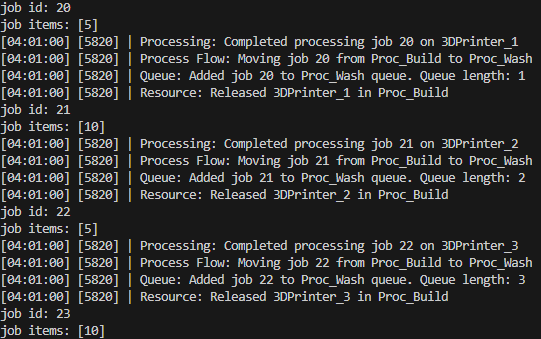 job id: 20
job items: [5]
[04:01:00] [5820] | Processing: Completed processing job 20 on 3DPrinter_1
[04:01:00] [5820] | Process Flow: Moving job 20 from Proc_Build to Proc_Wash
[04:01:00] [5820] | Queue: Added job 20 to Proc_Wash queue. Queue length: 1
[04:01:00] [5820] | Resource: Released 3DPrinter_1 in Proc_Build
job id: 21
job items: [10]
[04:01:00] [5820] | Processing: Completed processing job 21 on 3DPrinter_2
[04:01:00] [5820] | Process Flow: Moving job 21 from Proc_Build to Proc_Wash
[04:01:00] [5820] | Queue: Added job 21 to Proc_Wash queue. Queue length: 2
[04:01:00] [5820] | Resource: Released 3DPrinter_2 in Proc_Build
job id: 22
job items: [5]
[04:01:00] [5820] | Processing: Completed processing job 22 on 3DPrinter_3
[04:01:00] [5820] | Process Flow: Moving job 22 from Proc_Build to Proc_Wash
[04:01:00] [5820] | Queue: Added job 22 to Proc_Wash queue. Queue length: 3
[04:01:00] [5820] | Resource: Released 3DPrinter_3 in Proc_Build
job id: 23
job items: [10]